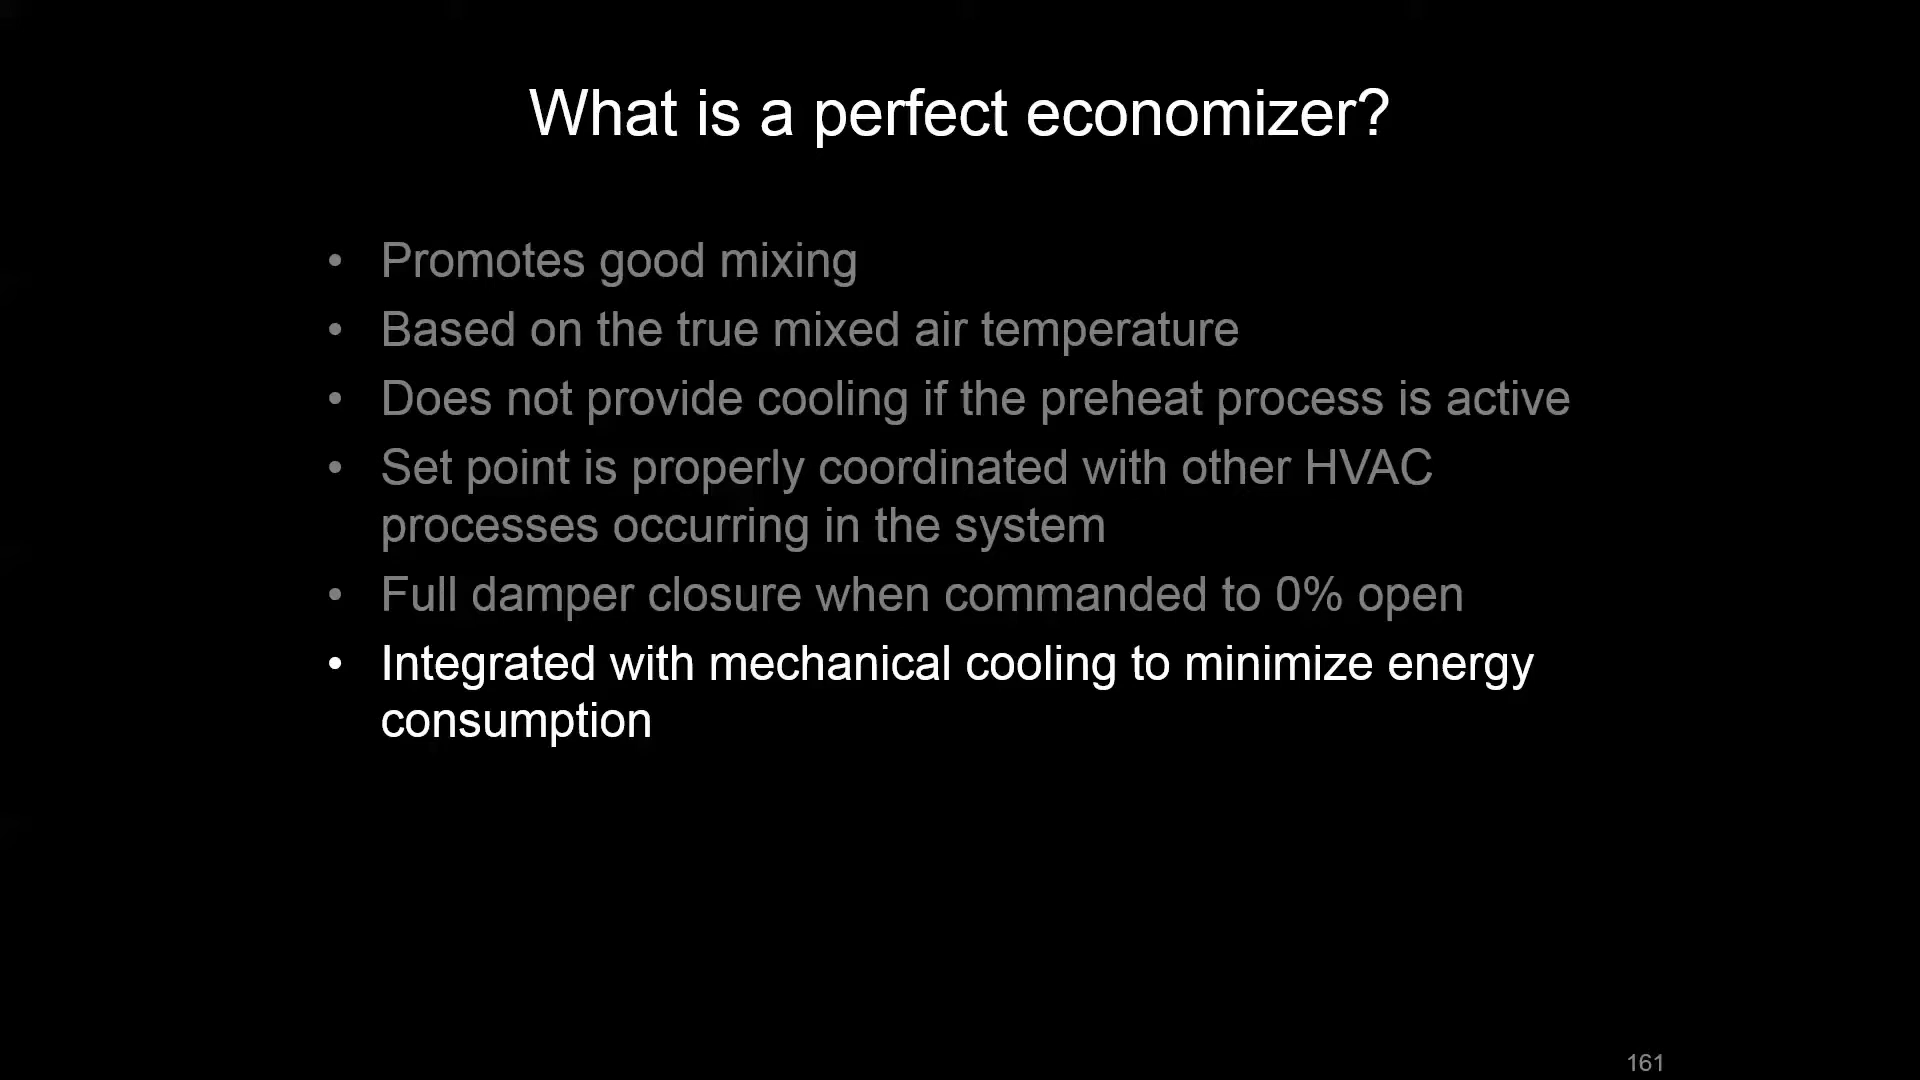 What is a perfect economizer?
• Promotes good mixing
• Based on the true mixed air temperature
• Does not provide cooling if the preheat process is active
• Set point is properly coordinated with other HVAC
processes occurring in the system
• Full damper closure when commanded to 0% open
• Integrated with mechanical cooling to minimize energy
consumption
161